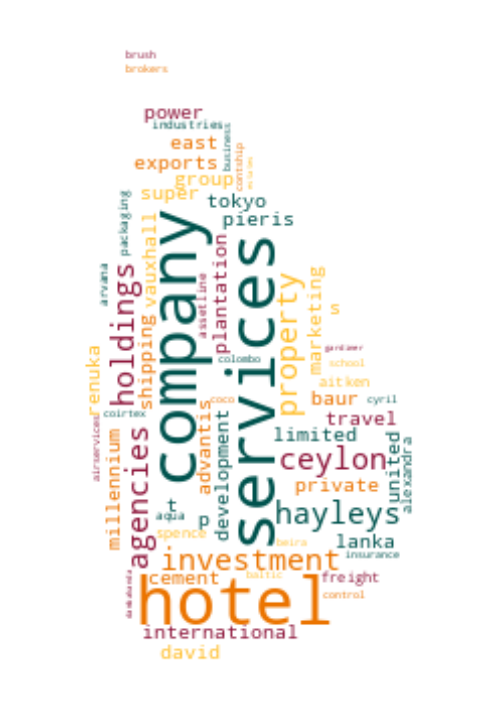 brush
brokers
power
industries
east
business
exports
contship
group
super
packaging
tokyo
pieris
vauxhall
company
services
plantation
holdings
arvana
assetline
property
marketing
s
shipping
renuka
colombo
gardiner
school
aitken
coco
baur
cyril
coirtex
travel
airservices
millennium
agencies
advantis
development
limited
ceylon
united
alexandra
private
t
aqua
p
hayleys
spence
lanka
beira
insurance
investment
cement
baltic
freight
dambakanda
hotel
control
international
david